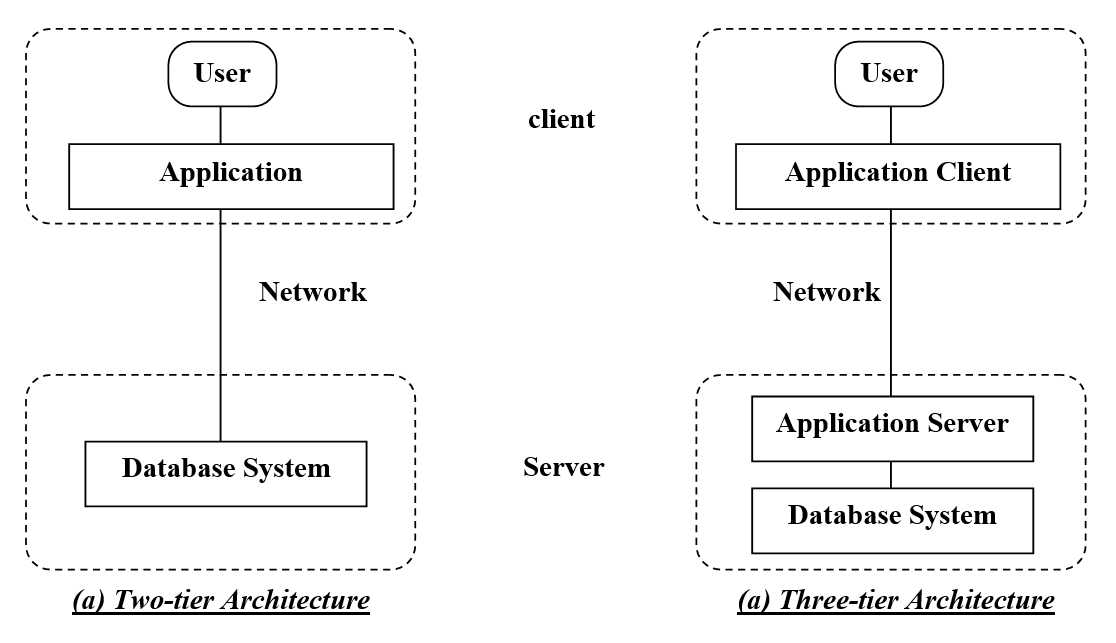 User
User
client
Application
Application Client
Network
Network
Application Server
Database System
Server
Database System
(a) Two-tier Architecture
(a) Three-tier Architecture